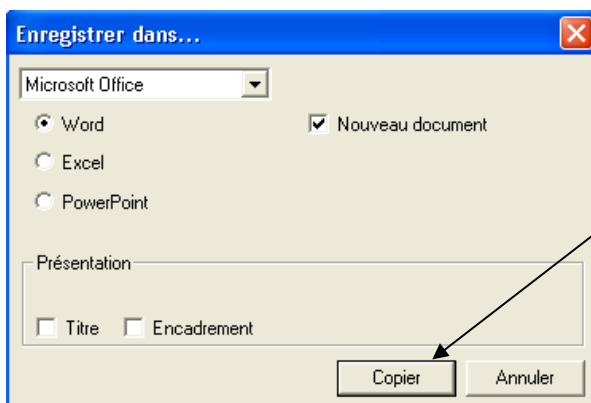 Enregistrer dans...
Microsoft Office
Word
Nouveau document
Excel
PowerPoint
Présentation
Titre
Encadrement
Copier
Annuler